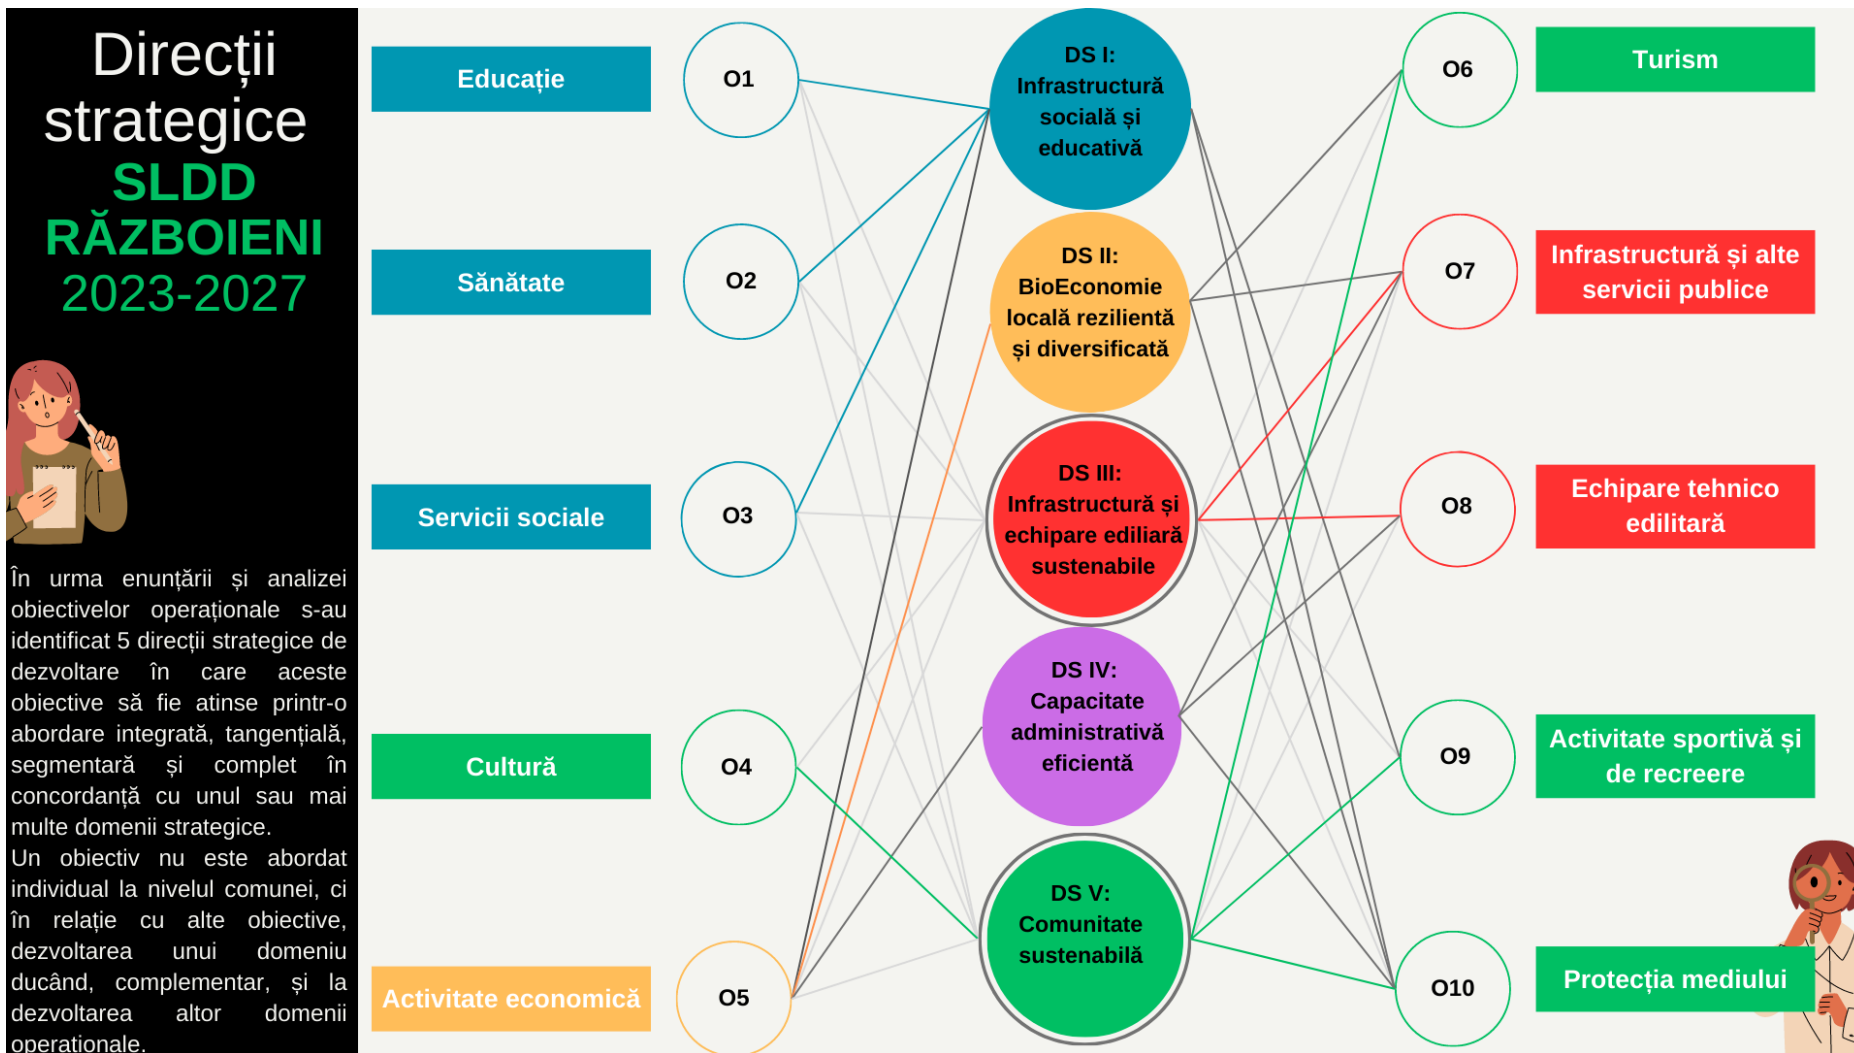 Direcții
strategice
SLDD
RĂZBOIENI
2023-2027
În urma enunțării și analizei
obiectivelor operaționale s-au
identificat 5 direcții strategice de
dezvoltare în care aceste
obiective să fie atinse printr-o
abordare integrată, tangențială,
segmentară și complet în
concordanță cu unul sau mai
multe domenii strategice.
Un obiectiv nu este abordat
individual la nivelul comunei, ci
în relație cu alte obiective,
dezvoltarea unui domeniu
ducând, complementar, și la
dezvoltarea altor domenii
operaționale.
Educație
O1
Sănătate
O2
Servicii sociale
O3
Cultură
O4
Activitate economică
O5
DS I:
Infrastructură
socială și
educativă
DS II:
BioEconomie
locală rezilientă
și diversificată
DS III:
Infrastructură și
echipare ediliară
sustenabile
DS IV:
Capacitate
administrativă
eficientă
DS V:
Comunitate
sustenabilă
O6
Turism
O7
Infrastructură și alte
servicii publice
O8
Echipare tehnico
edilitară
O9
Activitate sportivă și
de recreere
O10
Protecția mediului